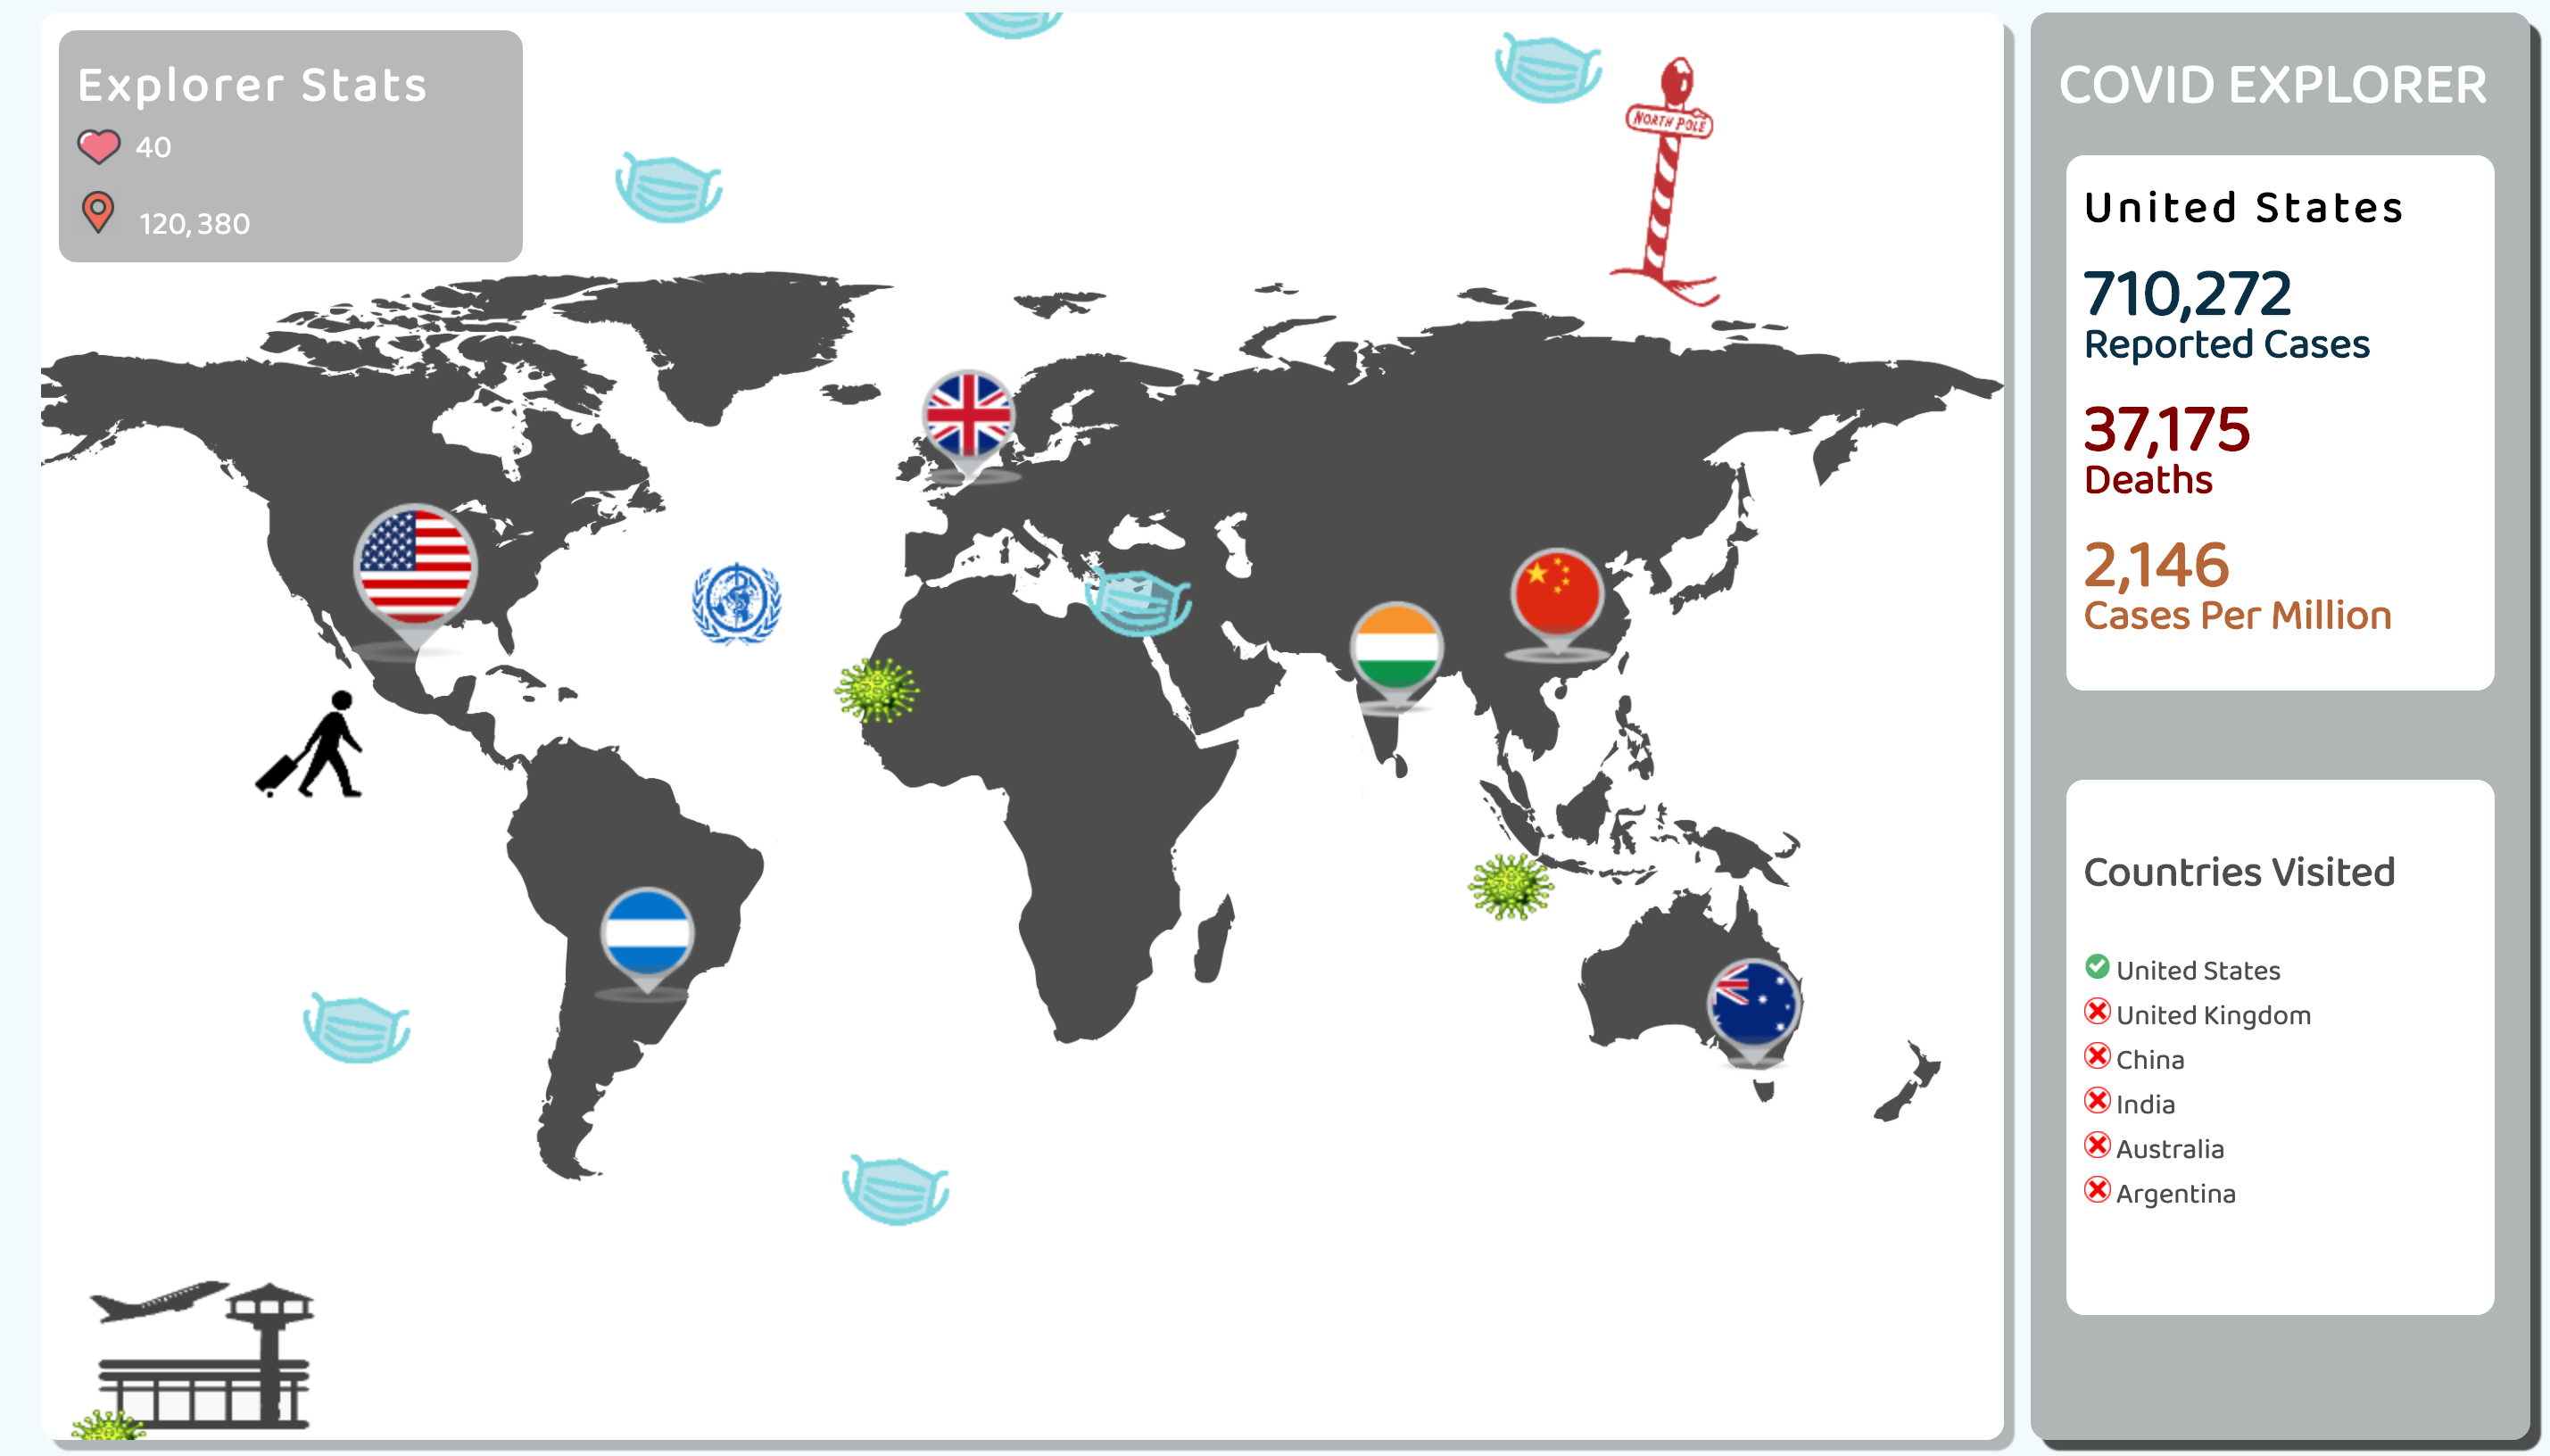 Explorer Stats
40
120, 380
NORTH POLE
COVID EXPLORER
United States
710,272
Reported Cases
37,175
Deaths
2,146
Cases Per Million
Countries Visited
United States
United Kingdom
China
India
Australia
Argentina